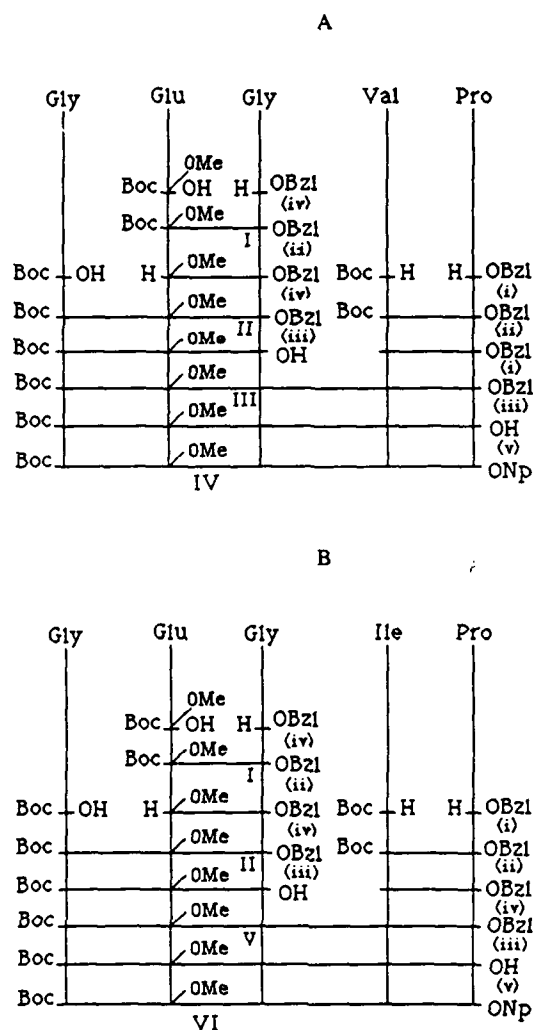 A
Gly Glu Gly Val Pro
OMe
Boc OH H OBzl
(iv)
Boc OMe I OBzl
(ii)
Boc OH H OMe OBzl Boc H H OBzl
(iv) (i)
Boc OMe II OBzl Boc OBzl
(iii) (ii)
Boc OMe OH OBzl
(i)
Boc OMe III OBzl
(iii)
Boc OMe OH
(v)
Boc OMe ONp
IV
B
Gly Glu Gly Ile Pro
OMe
Boc OH H OBzl
(iv)
Boc OMe I OBzl
(ii)
Boc OH H OMe OBzl Boc H H OBzl
(iv) (i)
Boc OMe II OBzl Boc OBzl
(iii) (ii)
Boc OMe OH OBzl
(iv)
Boc OMe V OBzl
(iii)
Boc OMe OH
(v)
Boc OMe ONp
VI